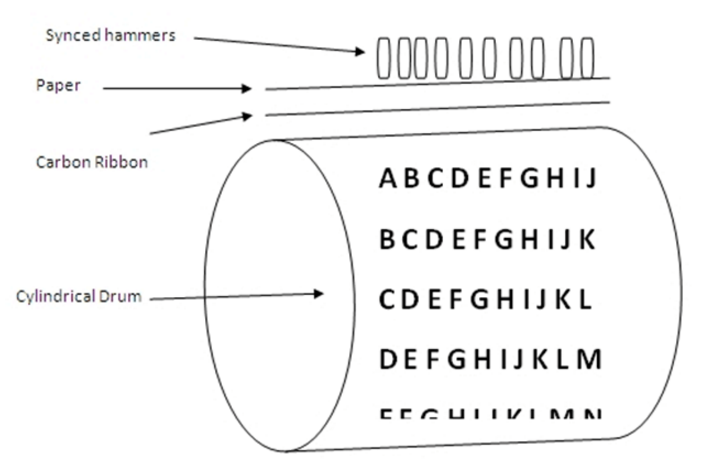 Synced hammers
Paper
Carbon Ribbon
Cylindrical Drum
A B C D E F G H I J
B C D E F G H I J K
C D E F G H I J K L
D E F G H I J K L M